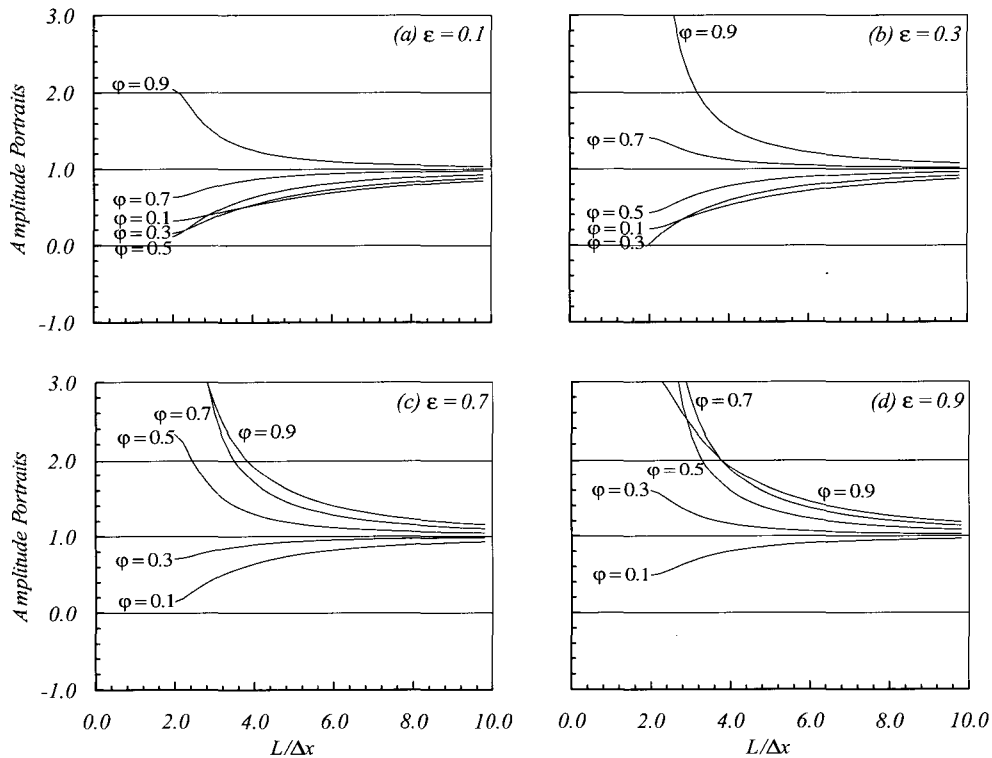 3.0
2.0
1.0
0.0
-1.0
Amplitude Portraits
(a) ε = 0.1
φ=0.9
φ=0.7
φ=0.1
φ=0.3
φ=0.5
(b) ε = 0.3
φ=0.9
φ=0.7
φ=0.5
φ=0.1
φ=0.3
3.0
2.0
1.0
0.0
-1.0
Amplitude Portraits
(c) ε = 0.7
φ=0.7
φ=0.9
φ=0.5
φ=0.3
φ=0.1
0.0 2.0 4.0 6.0 8.0 10.0
L/Δx
(d) ε = 0.9
φ=0.7
φ=0.5
φ=0.3
φ=0.9
φ=0.1
0.0 2.0 4.0 6.0 8.0 10.0
L/Δx